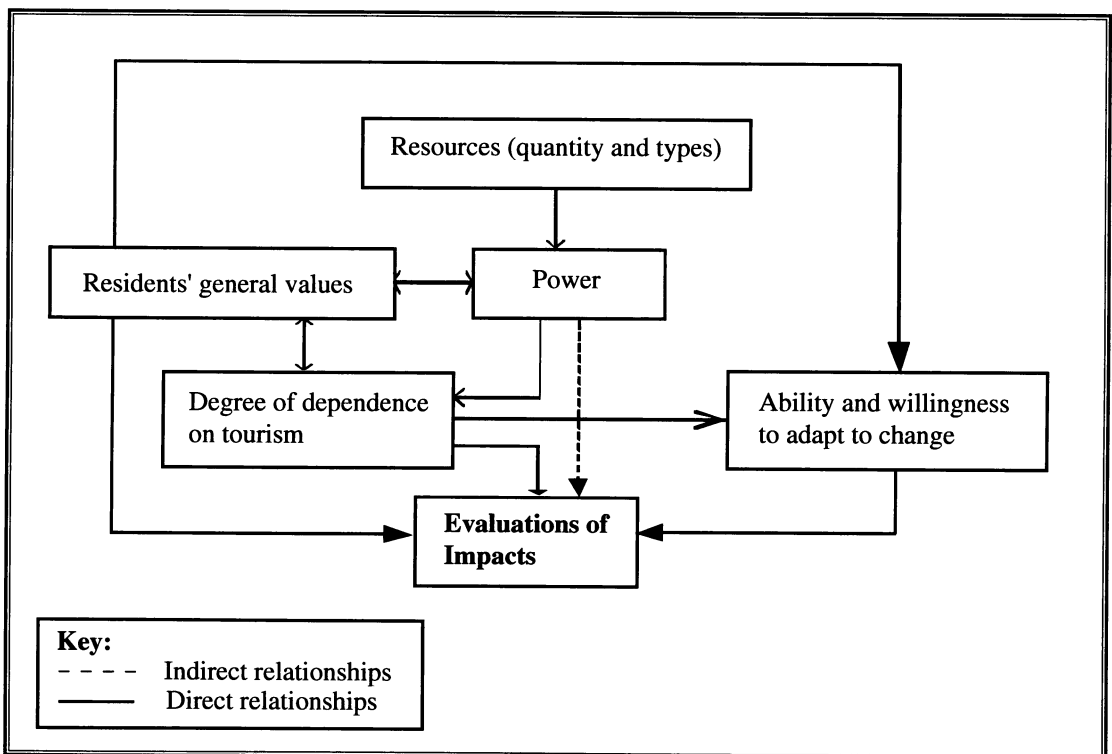 Resources (quantity and types)
Residents' general values
Power
Degree of dependence
on tourism
Ability and willingness
to adapt to change
Evaluations of
Impacts
Key:
Indirect relationships
Direct relationships